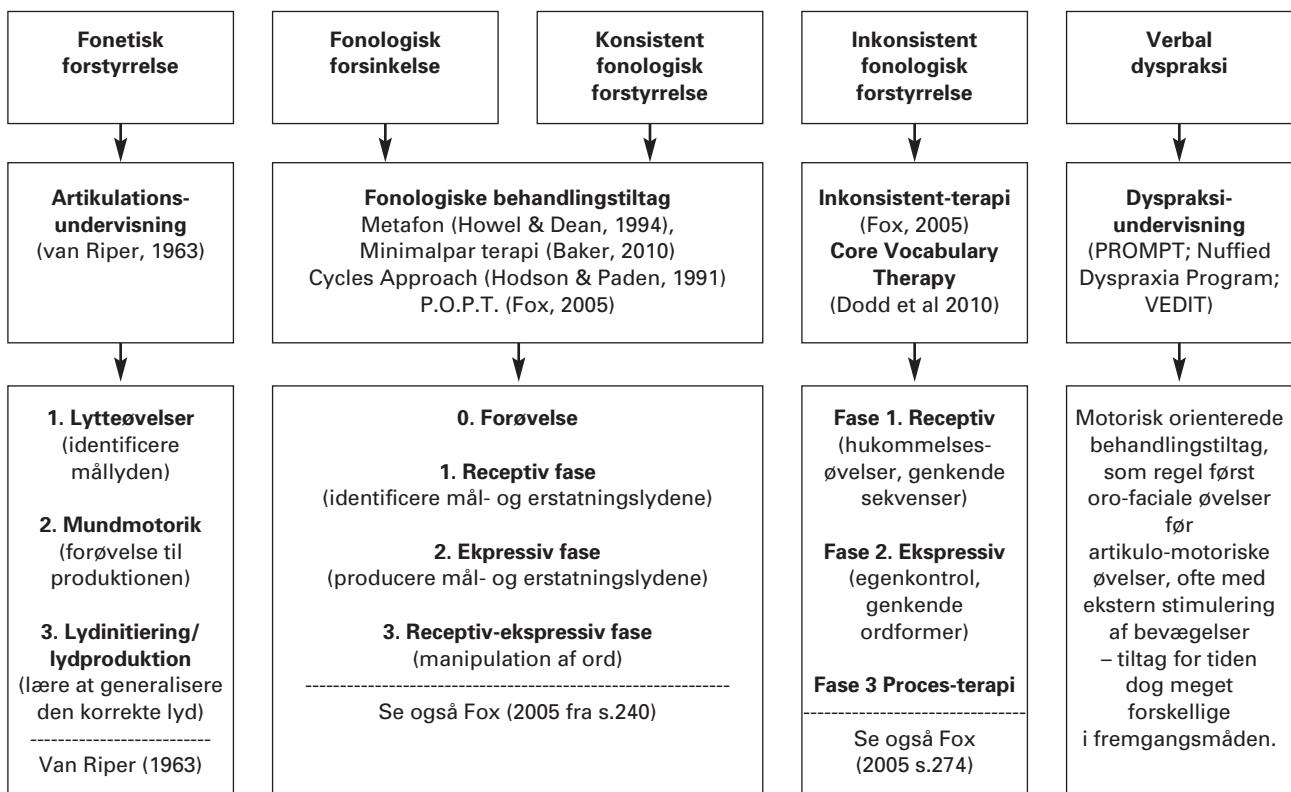 Fonetisk
forstyrrelse
Fonologisk
forsinkelse
Konsistent
fonologisk
forstyrrelse
Inkonsistent
fonologisk
forstyrrelse
Verbal
dyspraksi
Artikulations-
undervisning
(van Riper, 1963)
Fonologiske behandlingstiltag
Metafon (Howel & Dean, 1994),
Minimalpar terapi (Baker, 2010)
Cycles Approach (Hodson & Paden, 1991)
P.O.P.T. (Fox, 2005)
Inkonsistent-terapi
(Fox, 2005)
Core Vocabulary
Therapy
(Dodd et al 2010)
Dyspraksi-
undervisning
(PROMPT; Nuffied
Dyspraxia Program;
VEDIT)
1. Lytteøvelser
(identificere
mållyden)
2. Mundmotorik
(forøvelse til
produktionen)
3. Lydinitiering/
lydproduktion
(lære at generalisere
den korrekte lyd)
--------------------------
Van Riper (1963)
0. Forøvelse
1. Receptiv fase
(identificere mål- og erstatningslydene)
2. Ekpressiv fase
(producere mål- og erstatningslydene)
3. Receptiv-ekspressiv fase
(manipulation af ord)
-------------------------------------------------------------
Se også Fox (2005 fra s.240)
Fase 1. Receptiv
(hukommelses-
øvelser, genkende
sekvenser)
Fase 2. Ekspressiv
(egenkontrol,
genkende
ordformer)
Fase 3 Proces-terapi
--------------------------------
Se også Fox
(2005 s.274)
Motorisk orienterede
behandlingstiltag,
som regel først
oro-faciale øvelser
før
artikulo-motoriske
øvelser, ofte med
ekstern stimulering
af bevægelser
– tiltag for tiden
dog meget
forskellige
i fremgangsmåden.